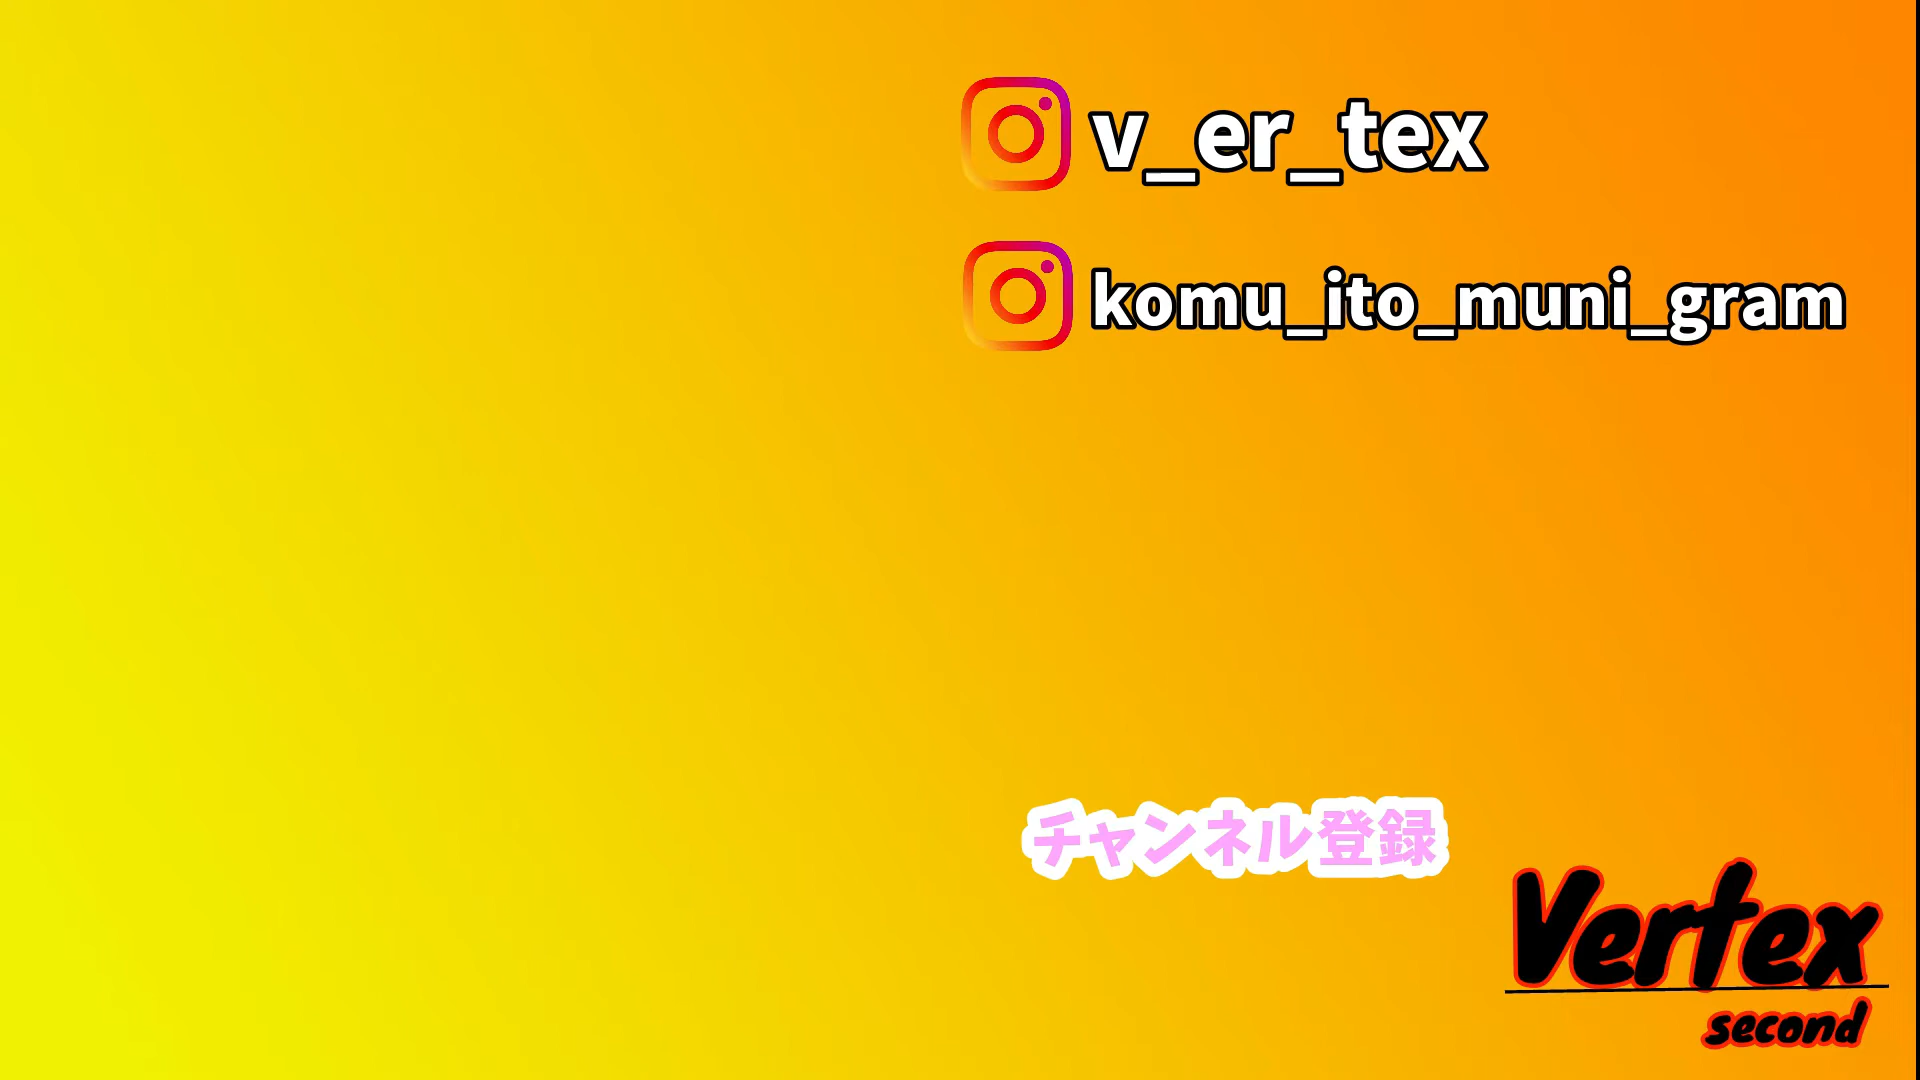 v_er_tex
komu_ito_muni_gram
チャンネル登録
Vertex
second